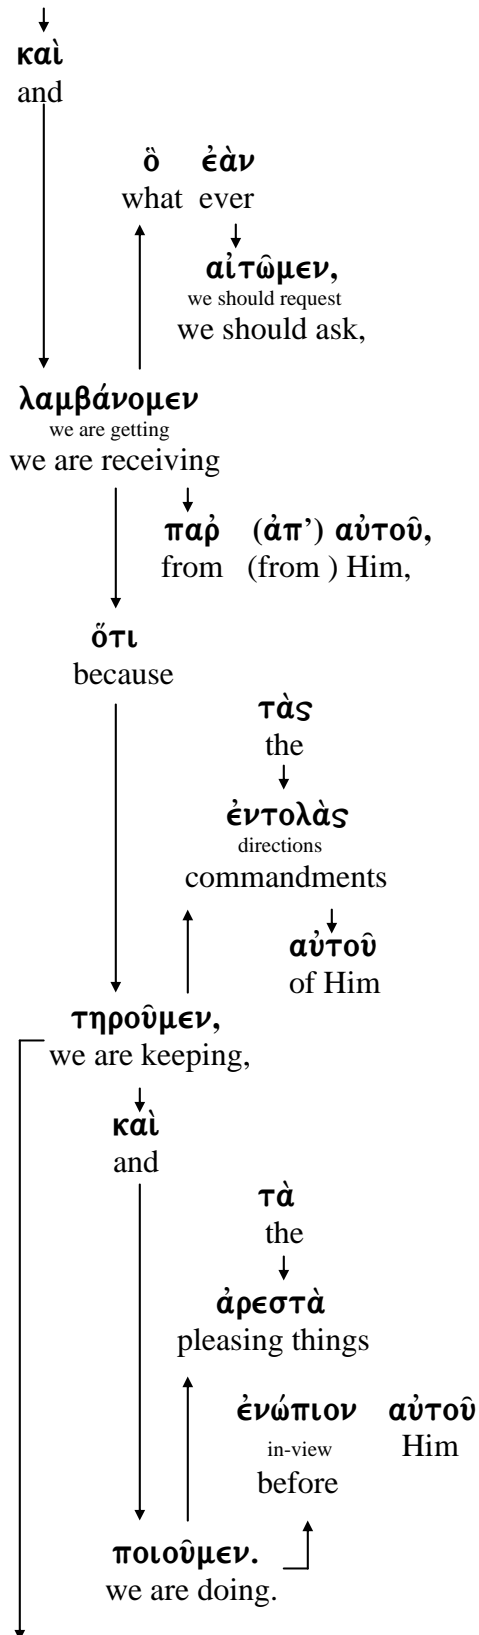 καὶ
and
ὃ ἐὰν
what ever
αἰτῶμεν,
we should request
we should ask,
λαμβάνομεν
we are getting
we are receiving
παῤ (ἀπ’) αὐτοῦ,
from (from ) Him,
ὅτι
because
τὰς
the
ἐντολὰς
directions
commandments
αὐτοῦ
of Him
τηροῦμεν,
we are keeping,
καὶ
and
τὰ
the
ἀρεστὰ
pleasing things
ἐνώπιον αὐτοῦ
in-view Him
before
ποιοῦμεν.
we are doing.